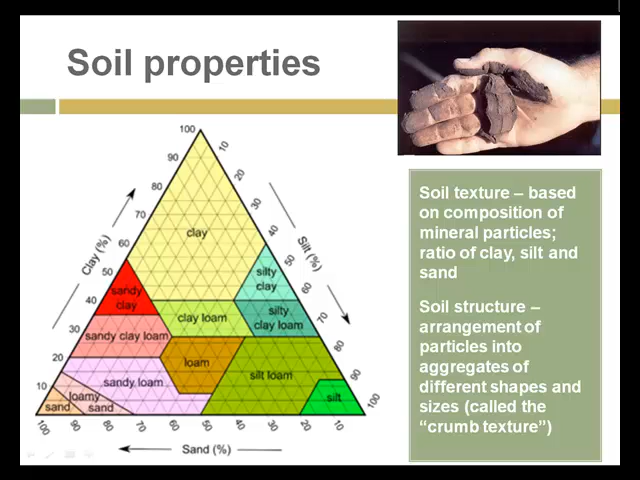 Soil properties
100
90
80
70
60
50
40
30
20
10
Clay (%)
10
20
30
40
50
60
70
80
90
100
Silt (%)
clay
silty
clay
sandy
clay
clay loam
silty
clay loam
sandy clay loam
loam
silt loam
sandy loam
silt
loamy
sand
sand
100
90
80
70
60
50
40
30
20
10
Sand (%)
Soil texture – based
on composition of
mineral particles;
ratio of clay, silt and
sand
Soil structure –
arrangement of
particles into
aggregates of
different shapes and
sizes (called the
“crumb texture”)